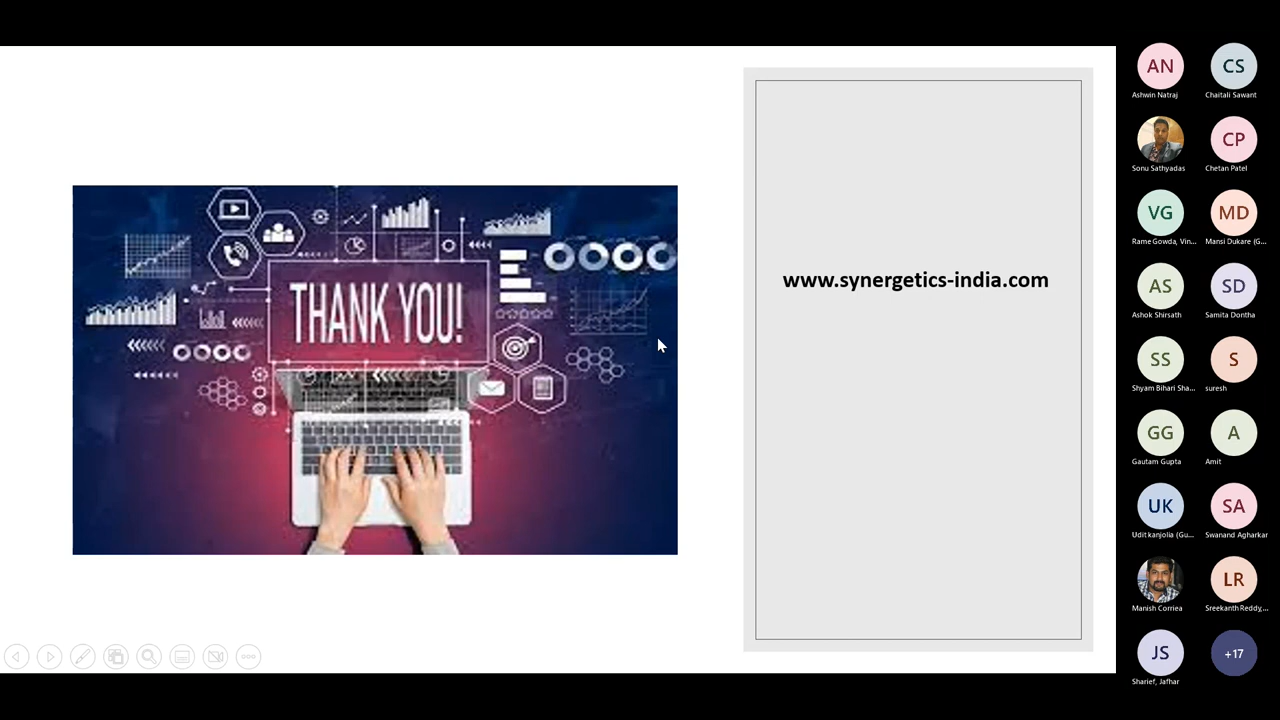 THANK YOU!
www.synergetics-india.com
AN
CS
Ashwin Natraj
Chaitali Sawant
CP
Sonu Sathyadas
Chetan Patel
VG
MD
Rame Gowda, Vin...
Mansi Dukare (G...
AS
SD
Ashok Shirsath
Samita Dontha
SS
S
Shyam Bihari Sha...
suresh
GG
A
Gautam Gupta
Amit
UK
SA
Udit kanjolia (Gu...
Swanand Agharkar
LR
Manish Corriea
Sreekanth Reddy,...
JS
+17
Sharief, Jafhar